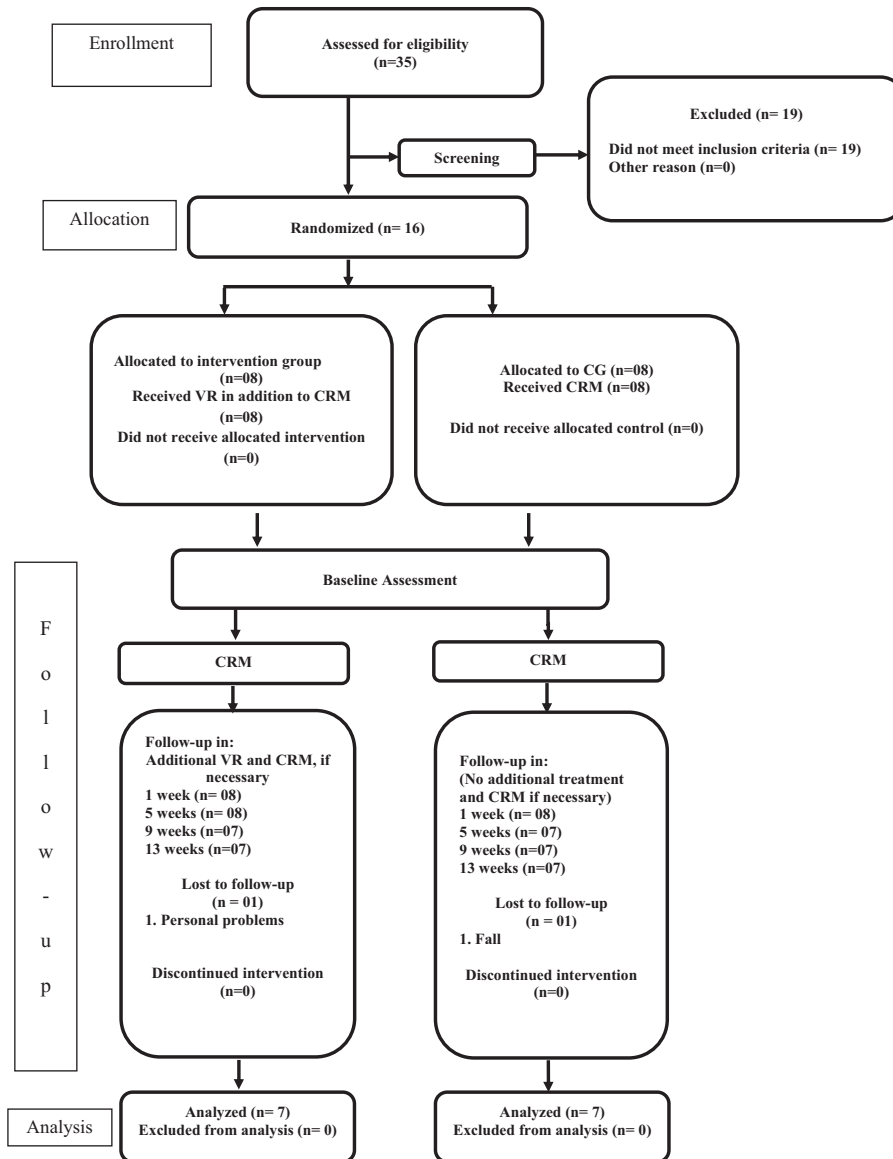 Enrollment
Assessed for eligibility
(n=35)
Excluded (n= 19)
Did not meet inclusion criteria (n= 19)
Other reason (n=0)
Screening
Allocation
Randomized (n= 16)
Allocated to intervention group
(n=08)
Received VR in addition to CRM
(n=08)
Did not receive allocated intervention
(n=0)
Allocated to CG (n=08)
Received CRM (n=08)
Did not receive allocated control (n=0)
Baseline Assessment
F
o
l
l
o
w
-
u
p
CRM
CRM
Follow-up in:
Additional VR and CRM, if
necessary
1 week (n= 08)
5 weeks (n= 08)
9 weeks (n=07)
13 weeks (n=07)
Lost to follow-up
(n = 01)
1. Personal problems
Discontinued intervention
(n=0)
Follow-up in:
(No additional treatment
and CRM if necessary)
1 week (n= 08)
5 weeks (n= 07)
9 weeks (n=07)
13 weeks (n=07)
Lost to follow-up
(n = 01)
1. Fall
Discontinued intervention
(n=0)
Analysis
Analyzed (n= 7)
Excluded from analysis (n= 0)
Analyzed (n= 7)
Excluded from analysis (n= 0)